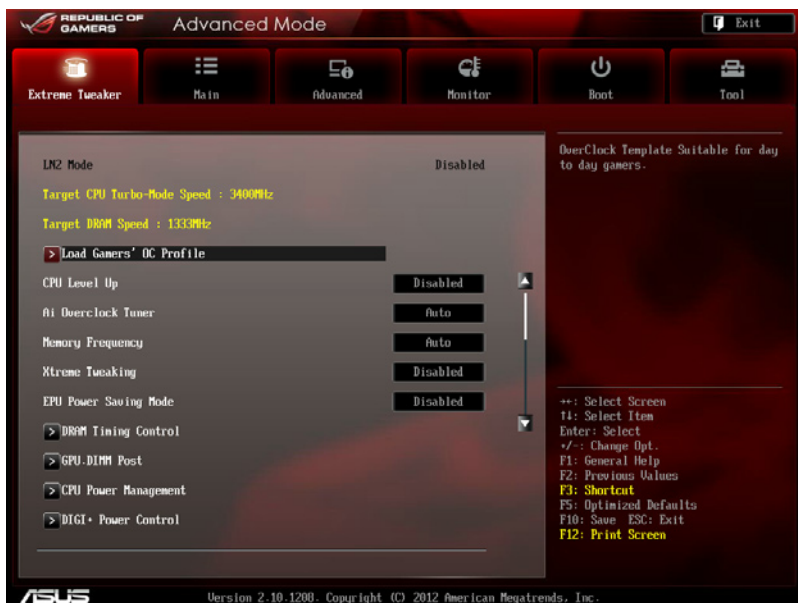 REPUBLIC OF
GAMERS
Advanced Mode
Exit
Extreme Tweaker
Main
Advanced
Monitor
Boot
Tool
LN2 Mode
Disabled
Target CPU Turbo-Mode Speed : 3400MHz
Target DRAM Speed : 1333MHz
> Load Gamers' OC Profile
CPU Level Up
Disabled
Ai Overclock Tuner
Auto
Memory Frequency
Auto
Xtreme Tweaking
Disabled
EPU Power Saving Mode
Disabled
> DRAM Timing Control
> GPU.DIMM Post
> CPU Power Management
> DIGI+ Power Control
OverClock Template Suitable for day
to day gamers.
→←: Select Screen
↑↓: Select Item
Enter: Select
+/-: Change Opt.
F1: General Help
F2: Previous Values
F3: Shortcut
F5: Optimized Defaults
F10: Save ESC: Exit
F12: Print Screen
ASUS
Version 2.10.1208. Copyright (C) 2012 American Megatrends, Inc.